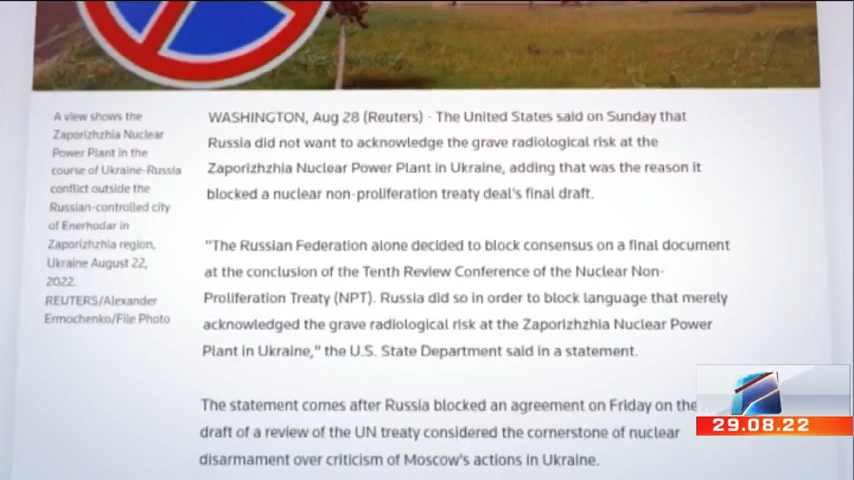 A view shows the
Zaporizhzhia Nuclear
Power Plant in the
course of Ukraine-Russia
conflict outside the
Russian-controlled city
of Enerhodar in
Zaporizhzhia region,
Ukraine August 22,
2022.
REUTERS/Alexander
Ermochenko/File Photo
WASHINGTON, Aug 28 (Reuters) - The United States said on Sunday that
Russia did not want to acknowledge the grave radiological risk at the
Zaporizhzhia Nuclear Power Plant in Ukraine, adding that was the reason it
blocked a nuclear non-proliferation treaty deal's final draft.
"The Russian Federation alone decided to block consensus on a final document
at the conclusion of the Tenth Review Conference of the Nuclear Non-
Proliferation Treaty (NPT). Russia did so in order to block language that merely
acknowledged the grave radiological risk at the Zaporizhzhia Nuclear Power
Plant in Ukraine," the U.S. State Department said in a statement.
The statement comes after Russia blocked an agreement on Friday on the
draft of a review of the UN treaty considered the cornerstone of nuclear
disarmament over criticism of Moscow's actions in Ukraine.
29.08.22